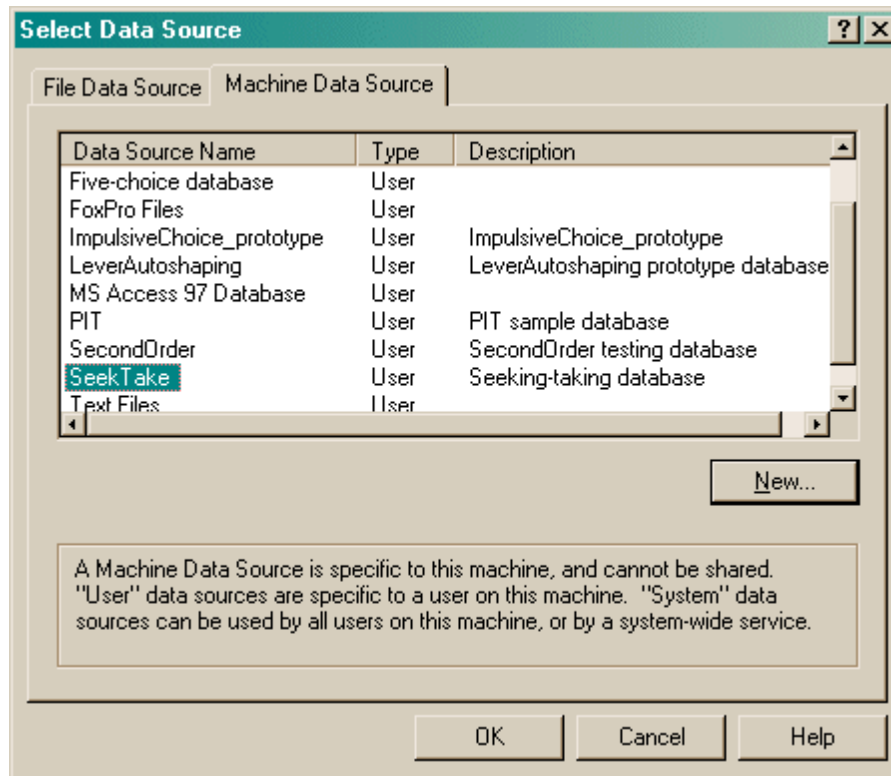 Select Data Source
File Data Source Machine Data Source
Data Source Name Type Description
Five-choice database User
FoxPro Files User
ImpulsiveChoice_prototype User ImpulsiveChoice_prototype
LeverAutoshaping User LeverAutoshaping prototype database
MS Access 97 Database User
PIT User PIT sample database
SecondOrder User SecondOrder testing database
SeekTake User Seeking-taking database
Text Files User
New...
A Machine Data Source is specific to this machine, and cannot be shared.
"User" data sources are specific to a user on this machine. "System" data
sources can be used by all users on this machine, or by a system-wide service.
OK Cancel Help